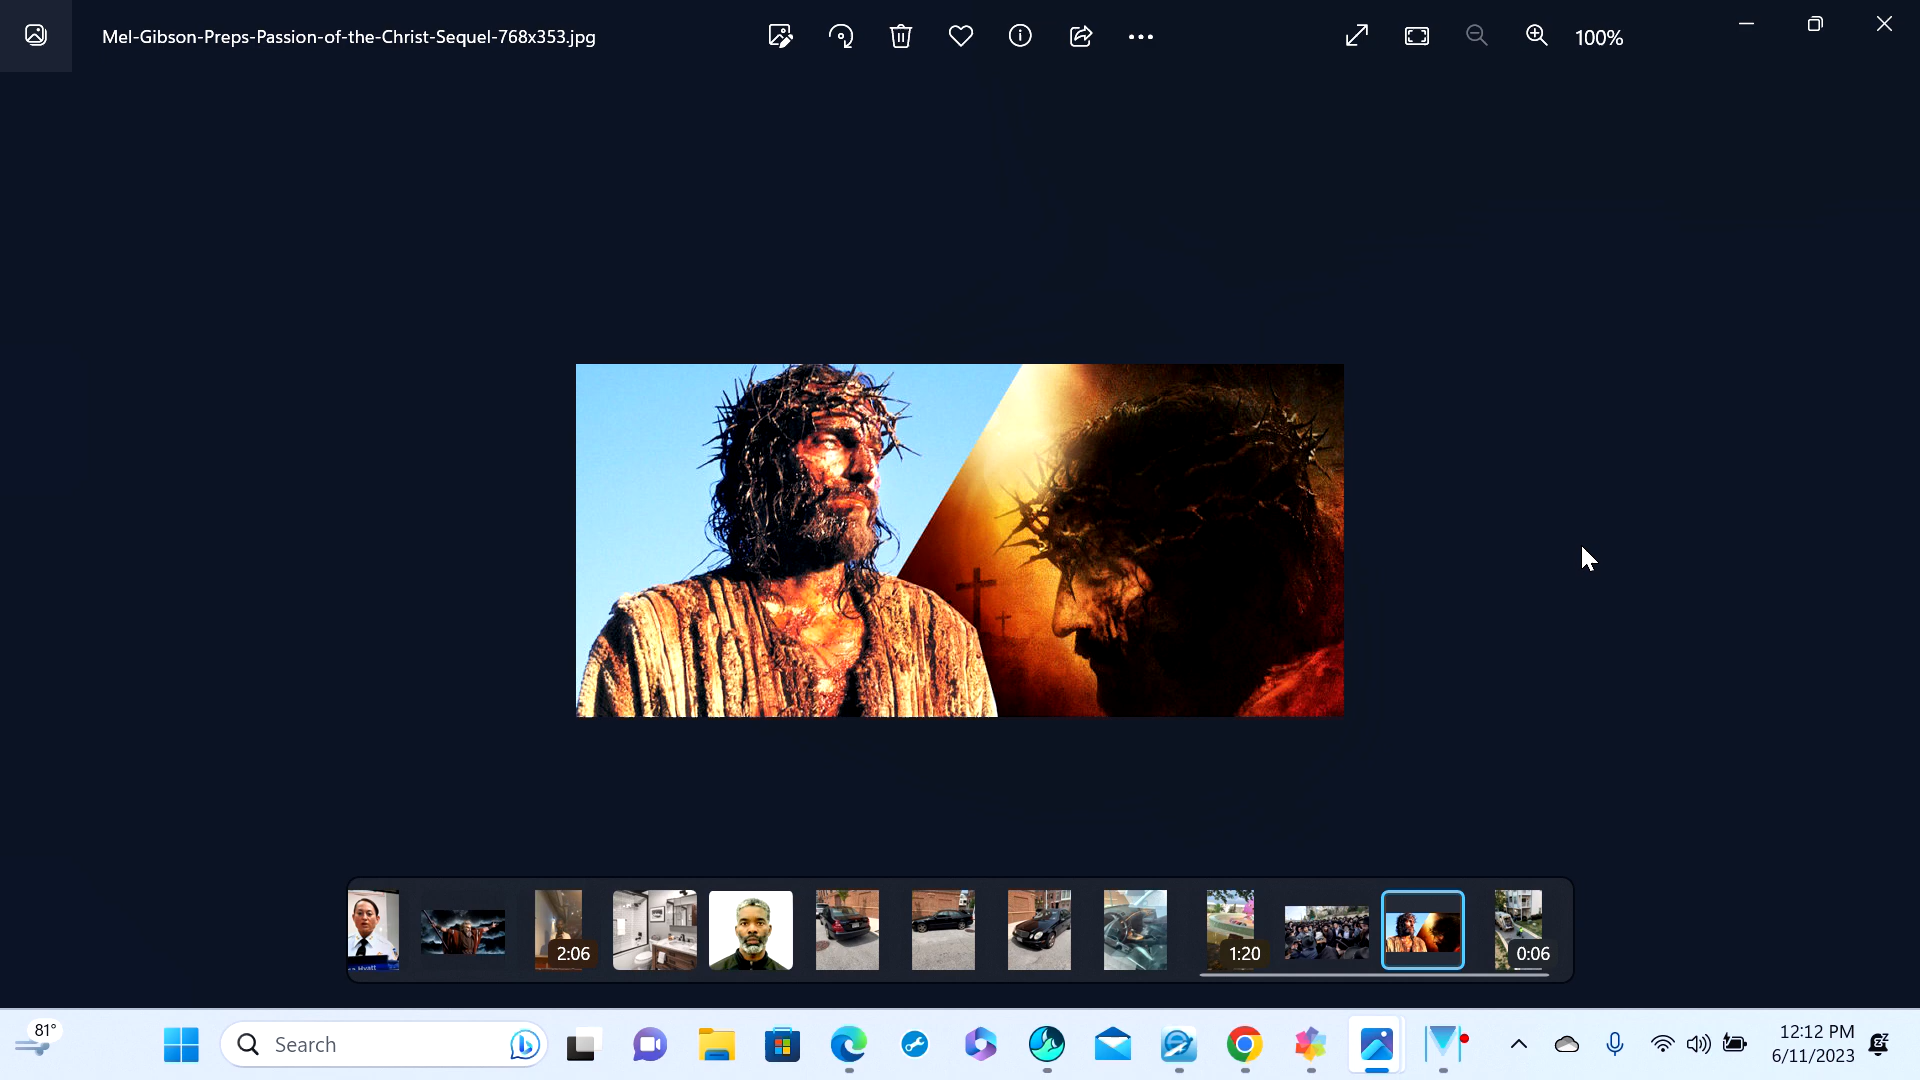 Mel-Gibson-Preps-Passion-of-the-Christ-Sequel-768x353.jpg
100%
2:06
1:20
0:06
81°
Search
12:12 PM
6/11/2023